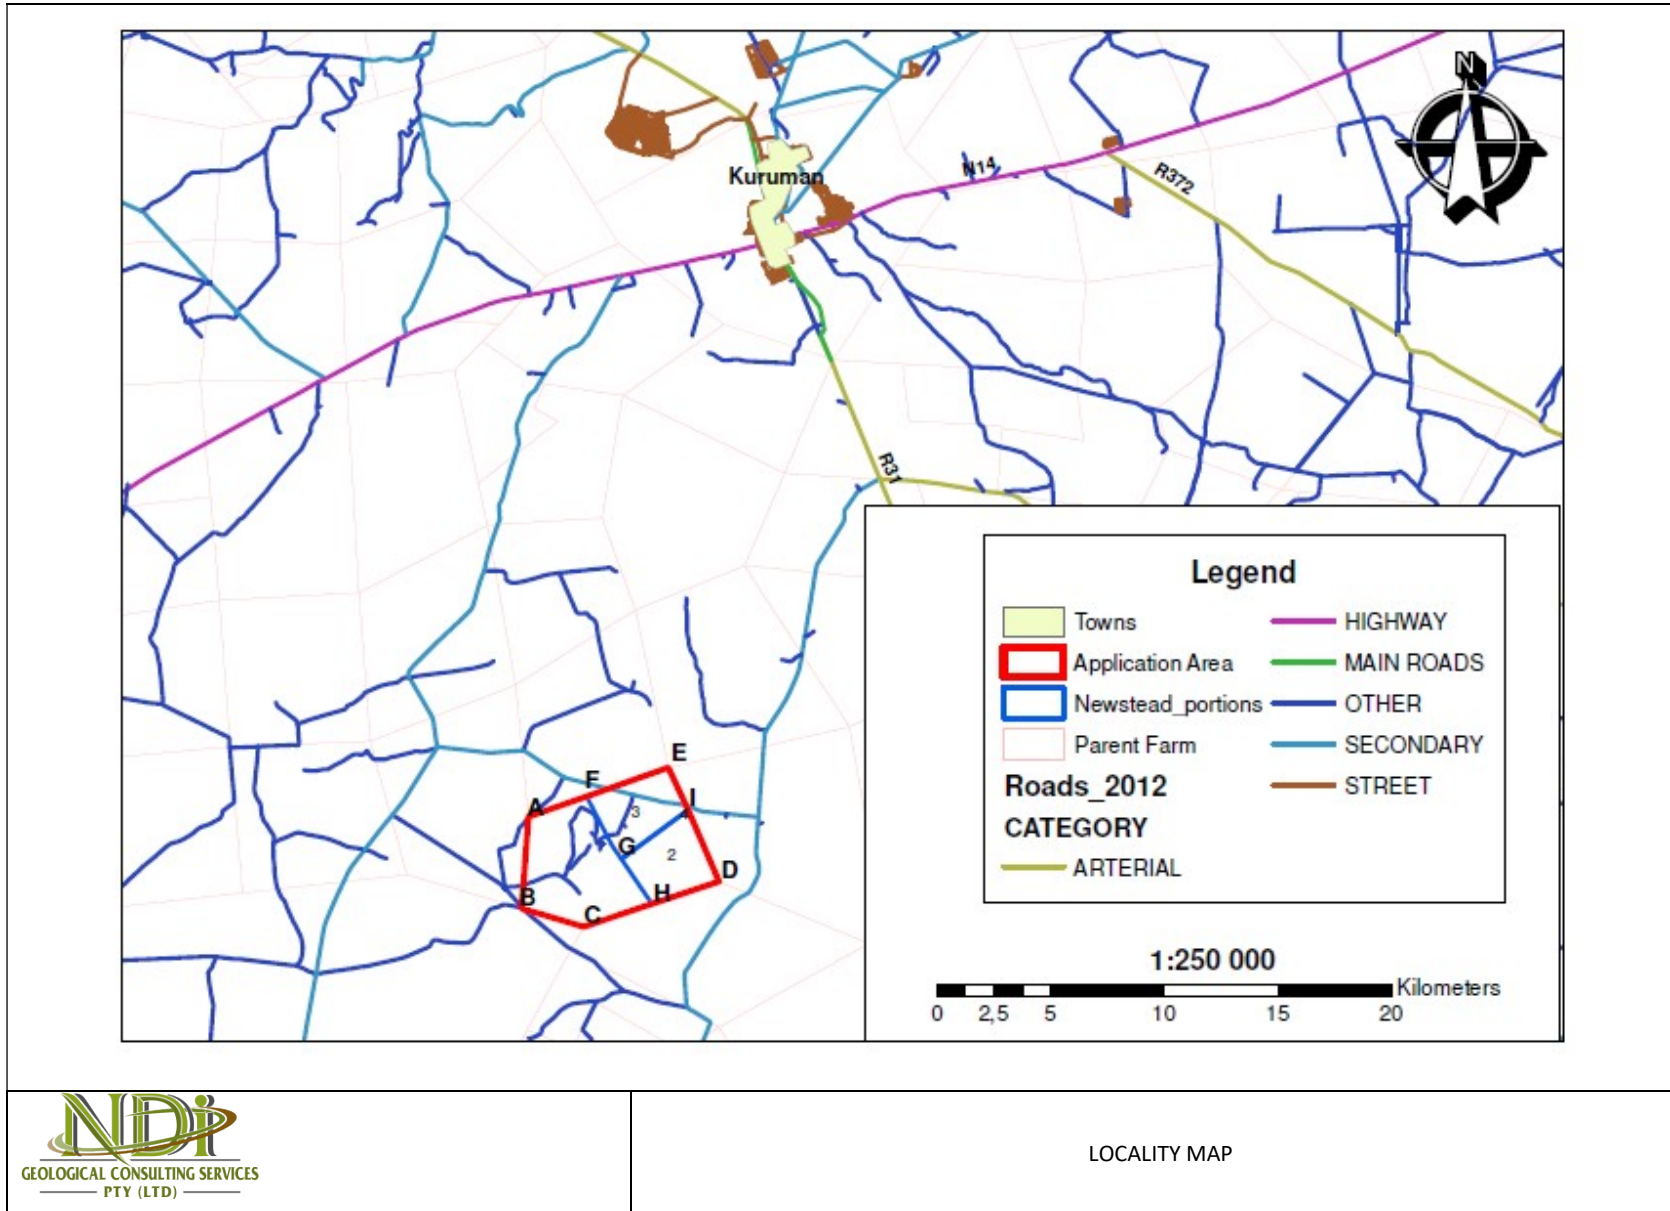 N
Kuruman
N14
R372
R31
E
F
I
A
3
G
2
D
B
H
C
Legend
Towns
Application Area
Newstead_portions
Parent Farm
Roads_2012
CATEGORY
ARTERIAL
HIGHWAY
MAIN ROADS
OTHER
SECONDARY
STREET
1:250 000
Kilometers
0 2,5 5 10 15 20
NDi
GEOLOGICAL CONSULTING SERVICES
PTY (LTD)
LOCALITY MAP